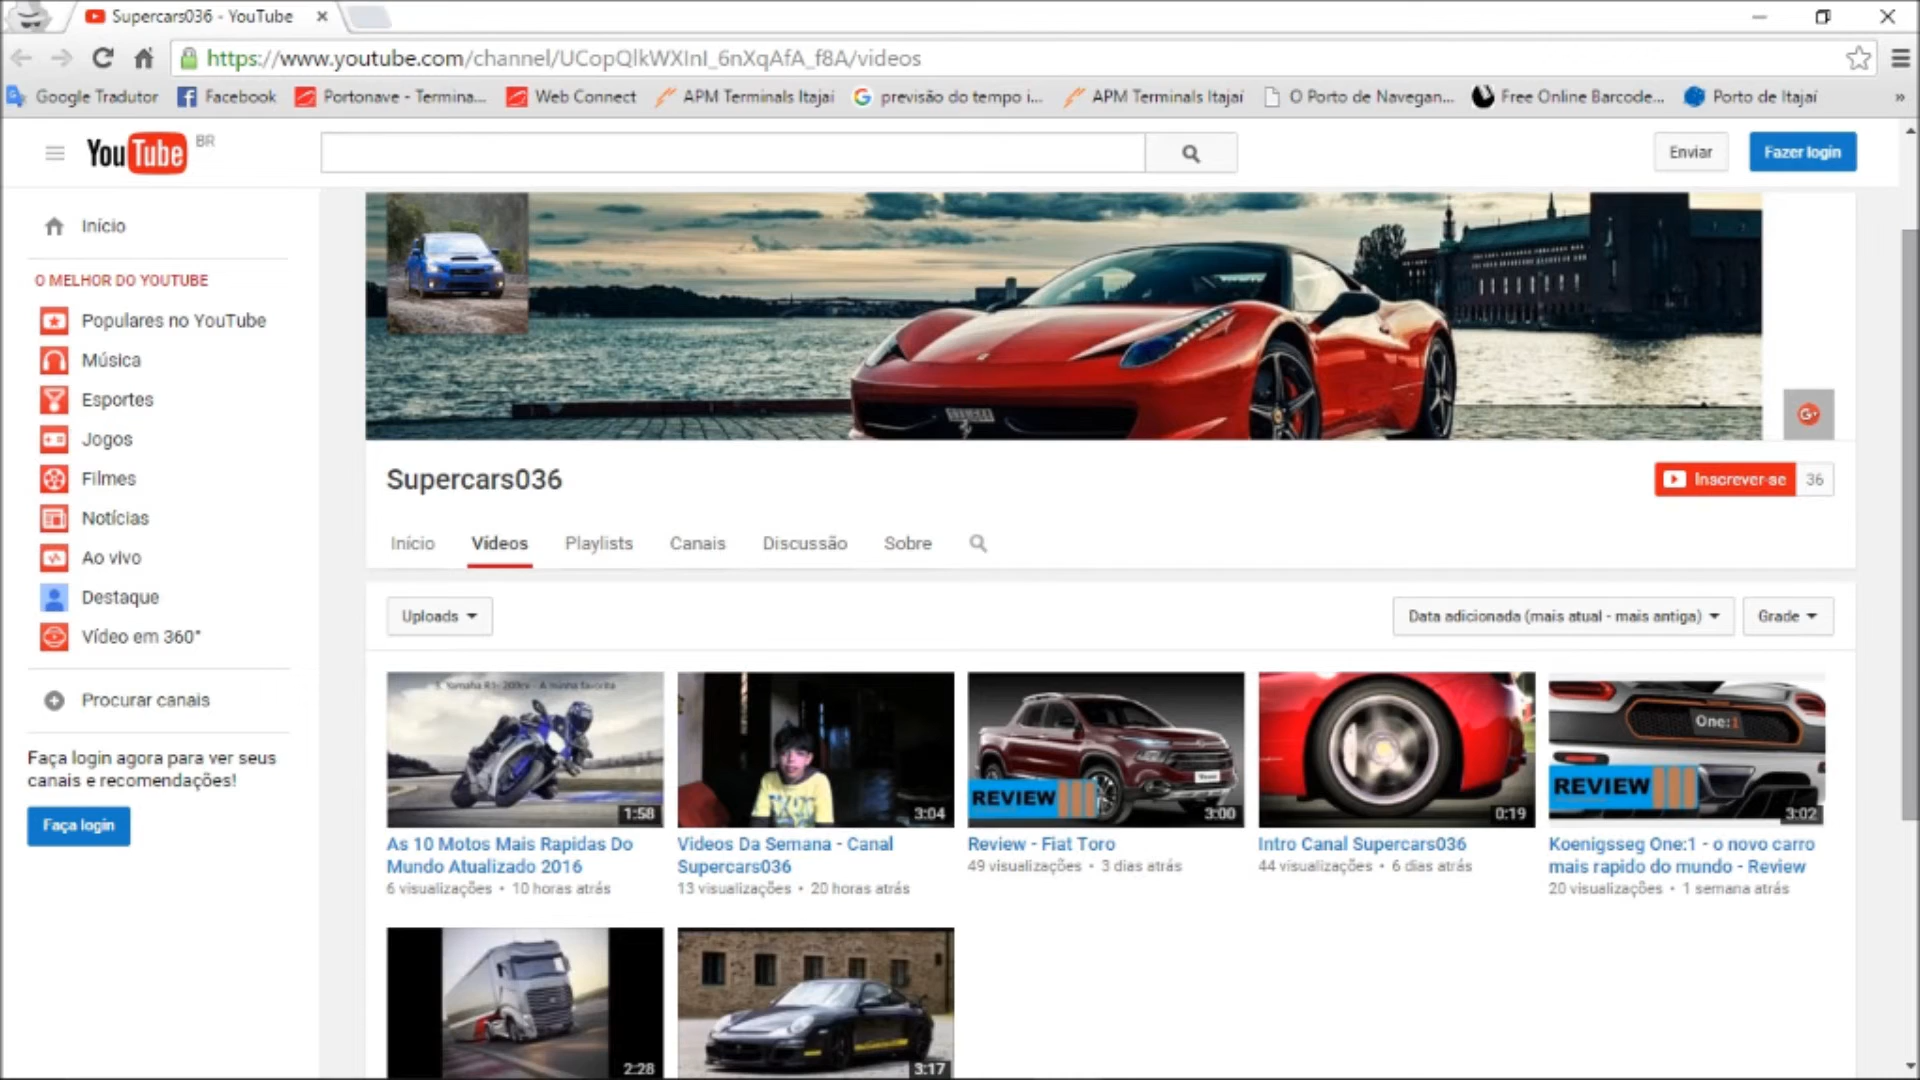 Supercars036 - YouTube
https://www.youtube.com/channel/UCopQlkWXInI_6nXqAfA_f8A/videos
Google Tradutor
Facebook
Portonave - Termina...
Web Connect
APM Terminals Itajaí
previsão do tempo i...
APM Terminals Itajaí
O Porto de Navegan...
Free Online Barcode...
Porto de Itajaí
»
YouTube BR
Enviar
Fazer login
Início
O MELHOR DO YOUTUBE
Populares no YouTube
Música
Esportes
Jogos
Filmes
Notícias
Ao vivo
Destaque
Vídeo em 360°
Procurar canais
Faça login agora para ver seus
canais e recomendações!
Faça login
G+
Supercars036
Inscrever-se 36
Início
Vídeos
Playlists
Canais
Discussão
Sobre
Uploads
Data adicionada (mais atual - mais antiga)
Grade
5. Yamaha R1- 200cv - A minha favorita
1:58
As 10 Motos Mais Rapidas Do
Mundo Atualizado 2016
6 visualizações • 10 horas atrás
3:04
Videos Da Semana - Canal
Supercars036
13 visualizações • 20 horas atrás
REVIEW
3:00
Review - Fiat Toro
49 visualizações • 3 dias atrás
0:19
Intro Canal Supercars036
44 visualizações • 6 dias atrás
One:1
REVIEW
3:02
Koenigsseg One:1 - o novo carro
mais rapido do mundo - Review
20 visualizações • 1 semana atrás
2:28
3:17